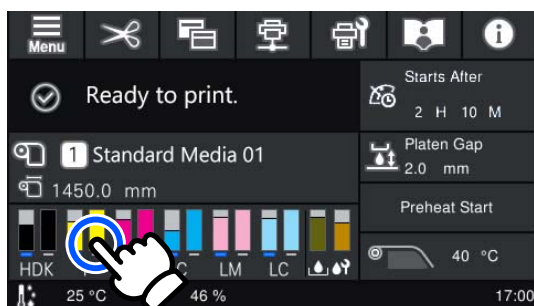 Menu
Starts After
Ready to print.
2 H 10 M
1 Standard Media 01
Platen Gap
2.0 mm
1450.0 mm
Preheat Start
HDK
LM
LC
40 °C
25 °C
46 %
17:00